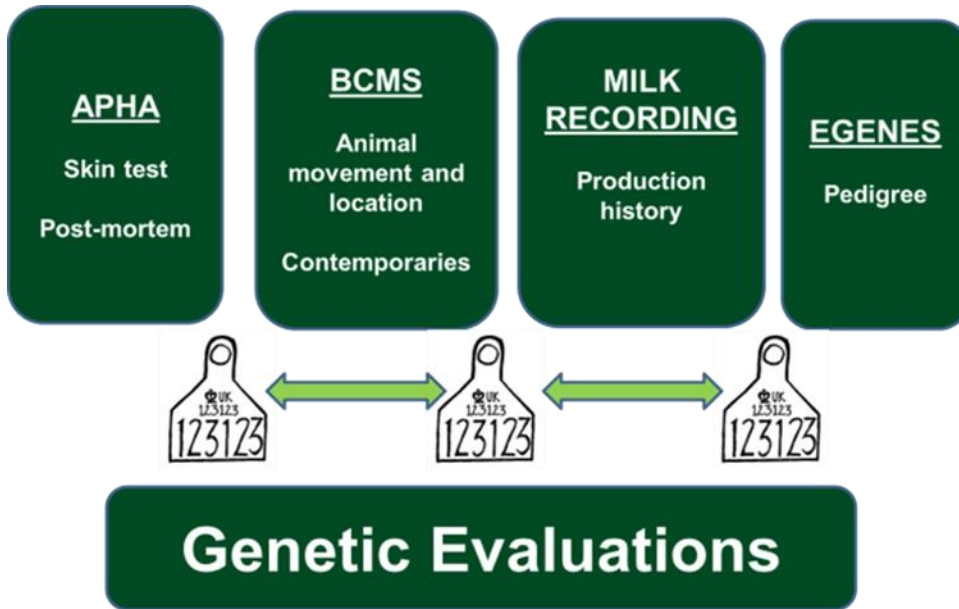 APHA
Skin test
Post-mortem
BCMS
Animal
movement and
location
Contemporaries
MILK
RECORDING
Production
history
EGENES
Pedigree
UK
123123
123123
UK
123123
123123
UK
123123
123123
Genetic Evaluations